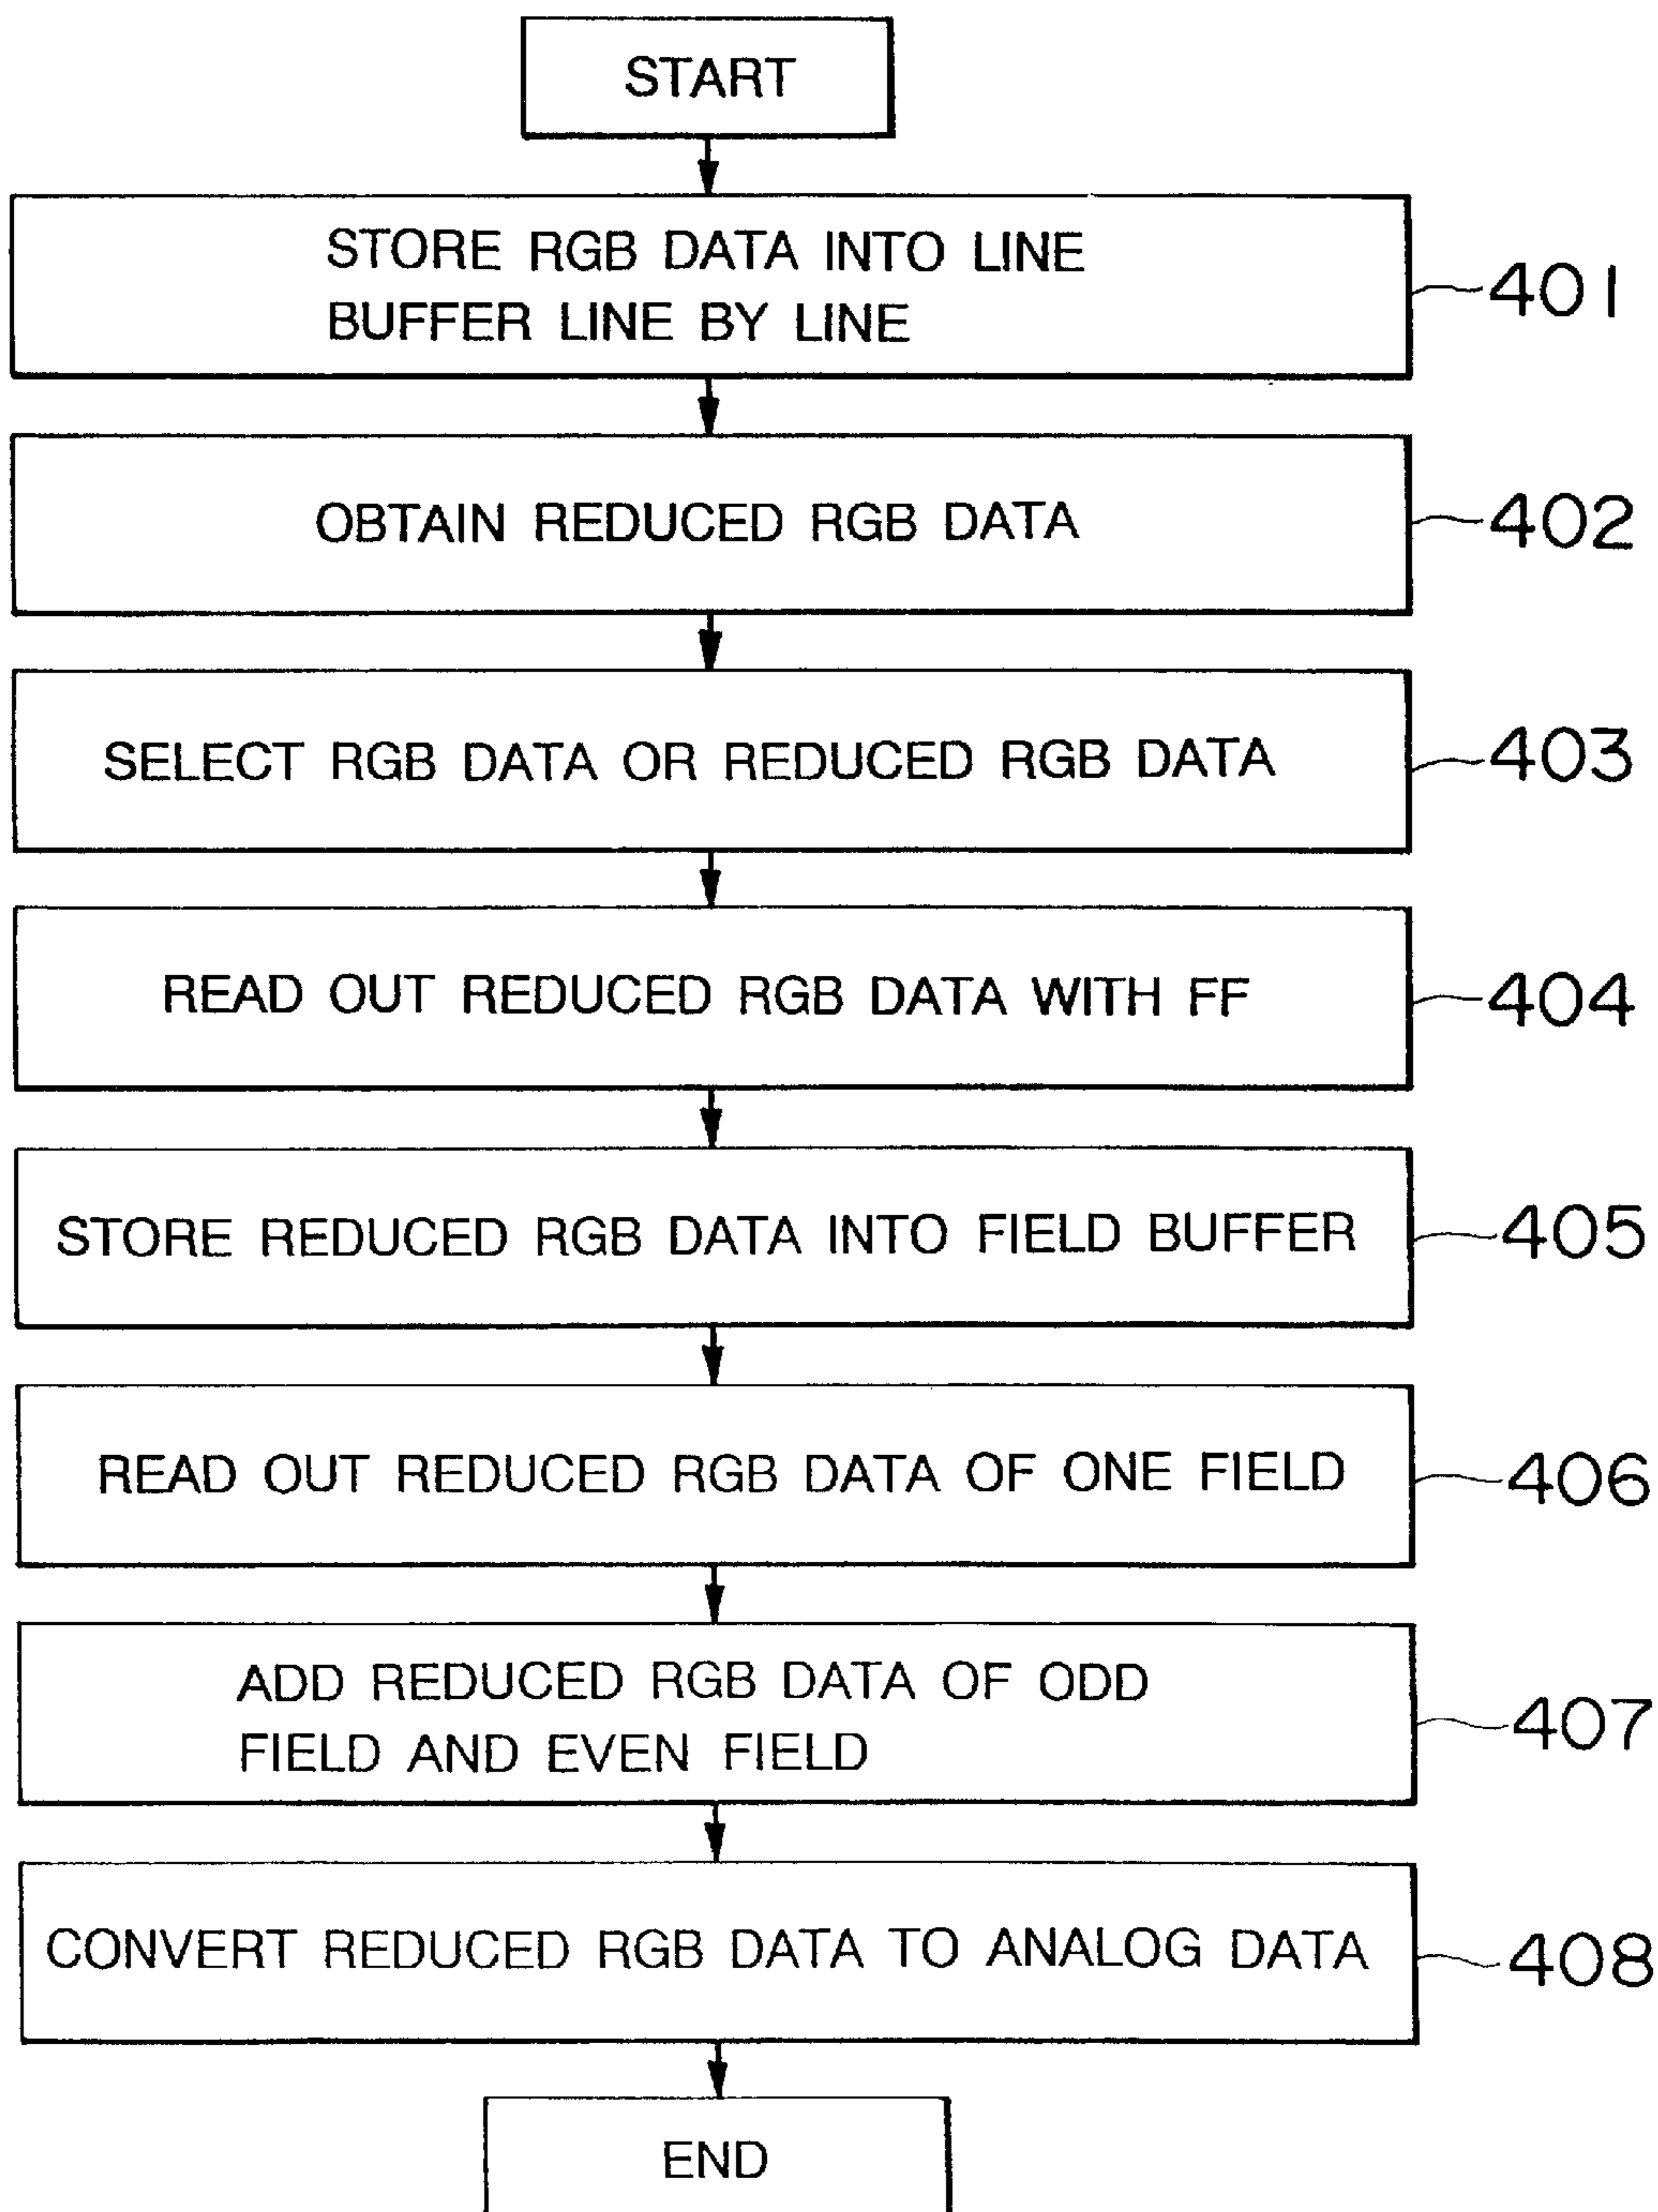 START
STORE RGB DATA INTO LINE
BUFFER LINE BY LINE
401
OBTAIN REDUCED RGB DATA
402
SELECT RGB DATA OR REDUCED RGB DATA
403
READ OUT REDUCED RGB DATA WITH FF
404
STORE REDUCED RGB DATA INTO FIELD BUFFER
405
READ OUT REDUCED RGB DATA OF ONE FIELD
406
ADD REDUCED RGB DATA OF ODD
FIELD AND EVEN FIELD
407
CONVERT REDUCED RGB DATA TO ANALOG DATA
408
END